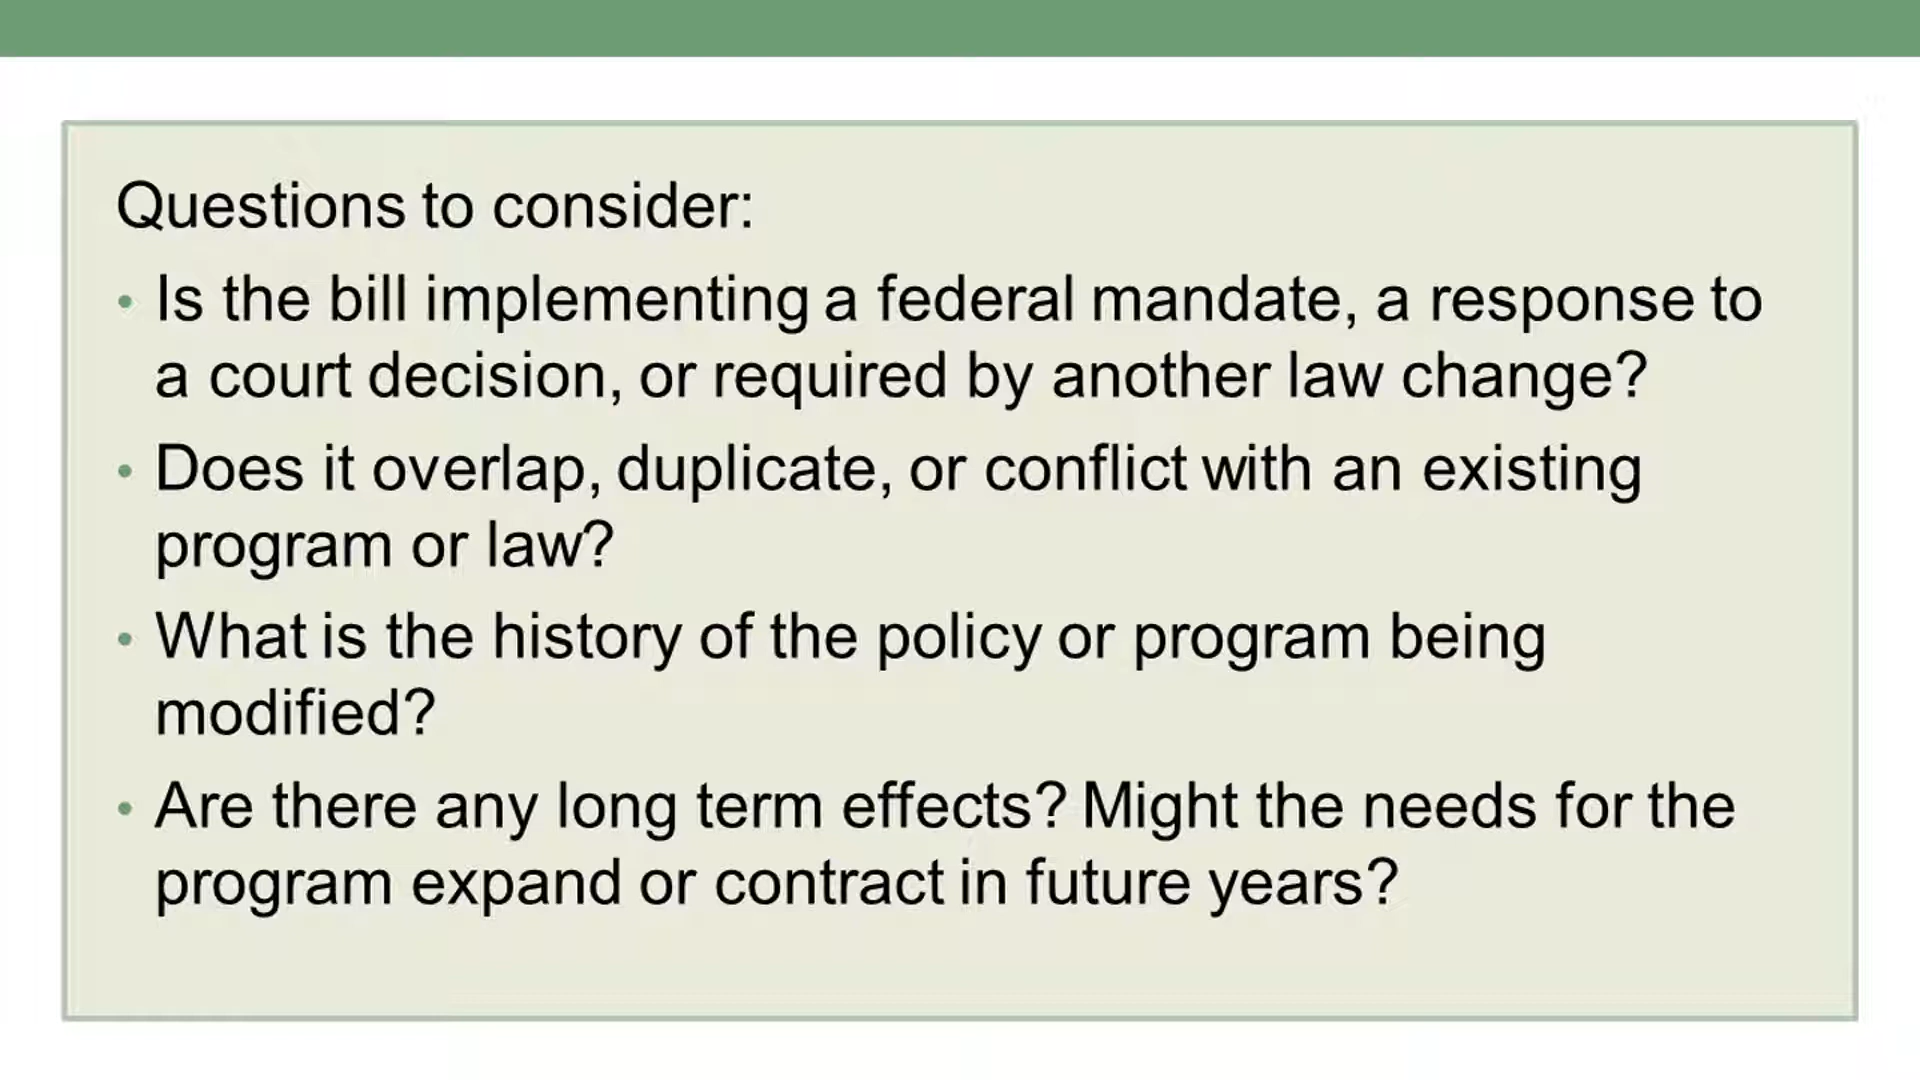 Questions to consider:
• Is the bill implementing a federal mandate, a response to
a court decision, or required by another law change?
• Does it overlap, duplicate, or conflict with an existing
program or law?
• What is the history of the policy or program being
modified?
• Are there any long term effects? Might the needs for the
program expand or contract in future years?